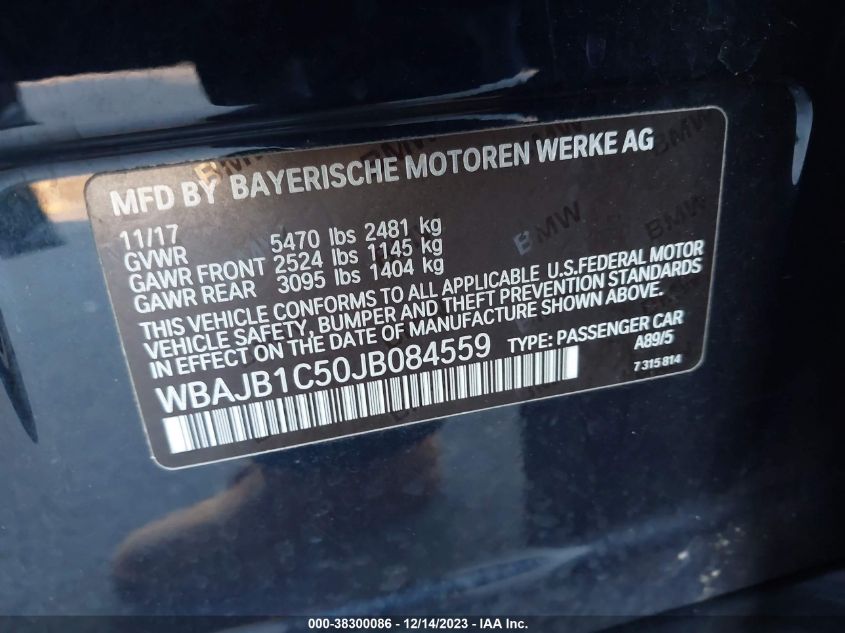 MFD BY BAYERISCHE MOTOREN WERKE AG
11/17
GVWR 5470 lbs 2481 kg
GAWR FRONT 2524 lbs 1145 kg
GAWR REAR 3095 lbs 1404 kg
THIS VEHICLE CONFORMS TO ALL APPLICABLE U.S.FEDERAL MOTOR
VEHICLE SAFETY, BUMPER AND THEFT PREVENTION STANDARDS
IN EFFECT ON THE DATE OF MANUFACTURE SHOWN ABOVE.
WBAJB1C50JB084559 TYPE: PASSENGER CAR
A89/5
7 315 814
000-38300086 - 12/14/2023 - IAA Inc.